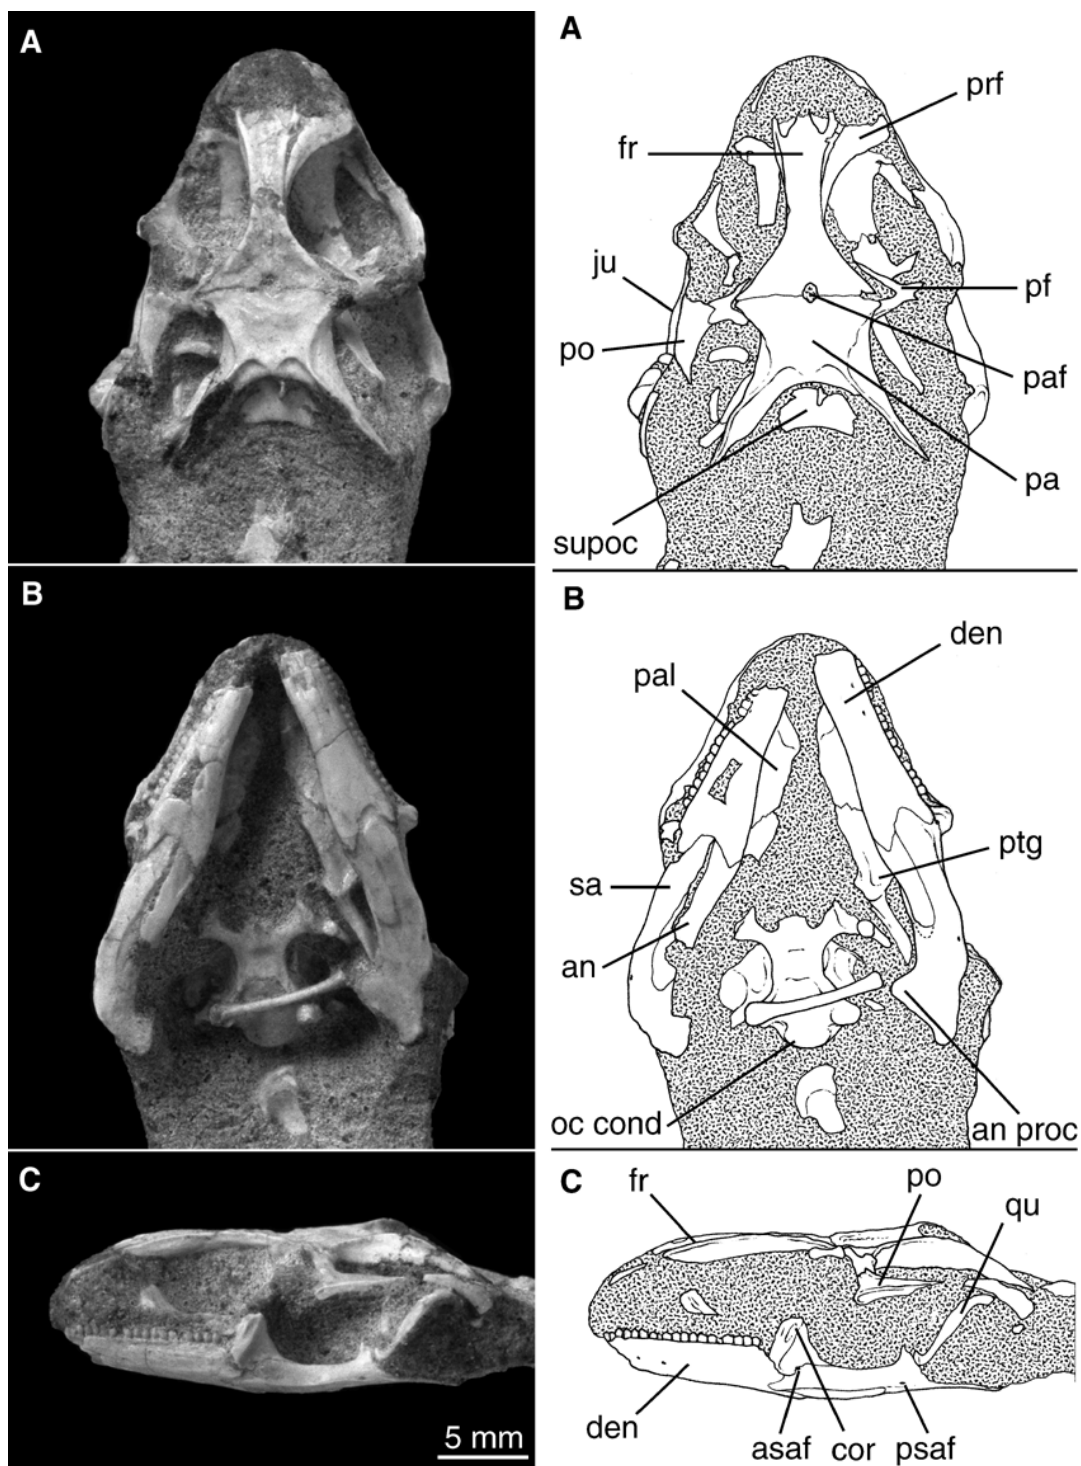 A
A
prf
fr
ju
pf
po
paf
pa
supoc
B
B
den
pal
ptg
sa
an
oc cond
an proc
C
C
fr
po
qu
den
asaf cor psaf
5 mm